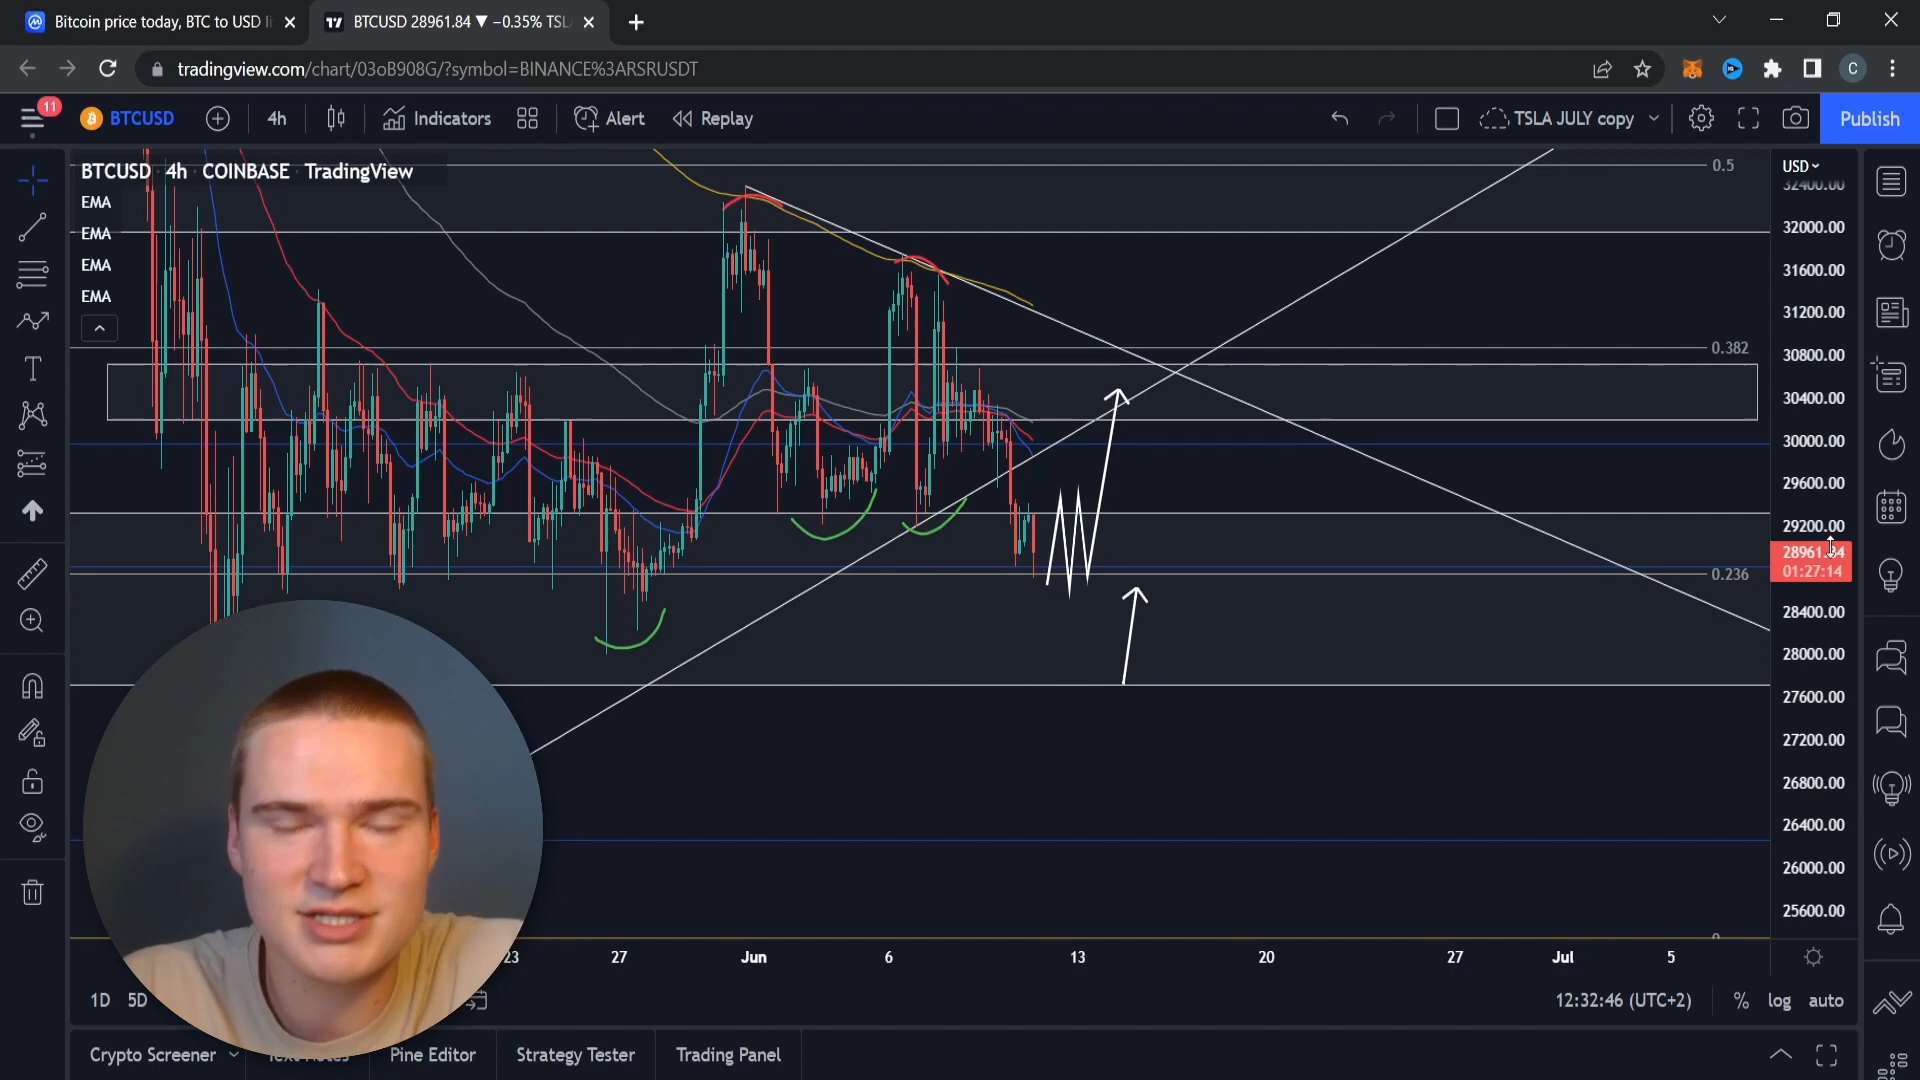 Bitcoin price today, BTC to USD li
BTCUSD 28961.84 ▼ −0.35% TSL
tradingview.com/chart/03oB908G/?symbol=BINANCE%3ARSRUSDT
C
11
BTCUSD
4h
Indicators
Alert
Replay
TSLA JULY copy
Publish
BTCUSD · 4h · COINBASE · TradingView
EMA
EMA
EMA
EMA
0.5
0.382
0.236
0
USD
32400.00
32000.00
31600.00
31200.00
30800.00
30400.00
30000.00
29600.00
29200.00
28961.84
01:27:14
28400.00
28000.00
27600.00
27200.00
26800.00
26400.00
26000.00
25600.00
23
27
Jun
6
13
20
27
Jul
5
1D
5D
12:32:46 (UTC+2)
%
log
auto
Crypto Screener
Text Notes
Pine Editor
Strategy Tester
Trading Panel